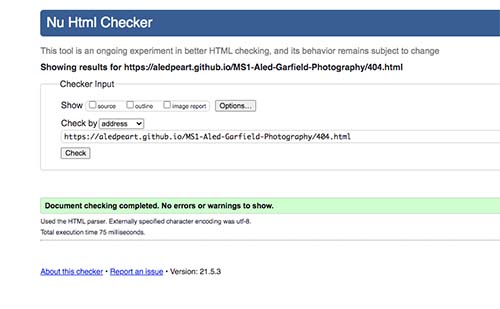 Nu Html Checker
This tool is an ongoing experiment in better HTML checking, and its behavior remains subject to change
Showing results for https://aledpeart.github.io/MS1-Aled-Garfield-Photography/404.html
Checker Input
Show source outline image report Options...
Check by address
https://aledpeart.github.io/MS1-Aled-Garfield-Photography/404.html
Check
Document checking completed. No errors or warnings to show.
Used the HTML parser. Externally specified character encoding was utf-8.
Total execution time 75 milliseconds.
About this checker • Report an issue • Version: 21.5.3